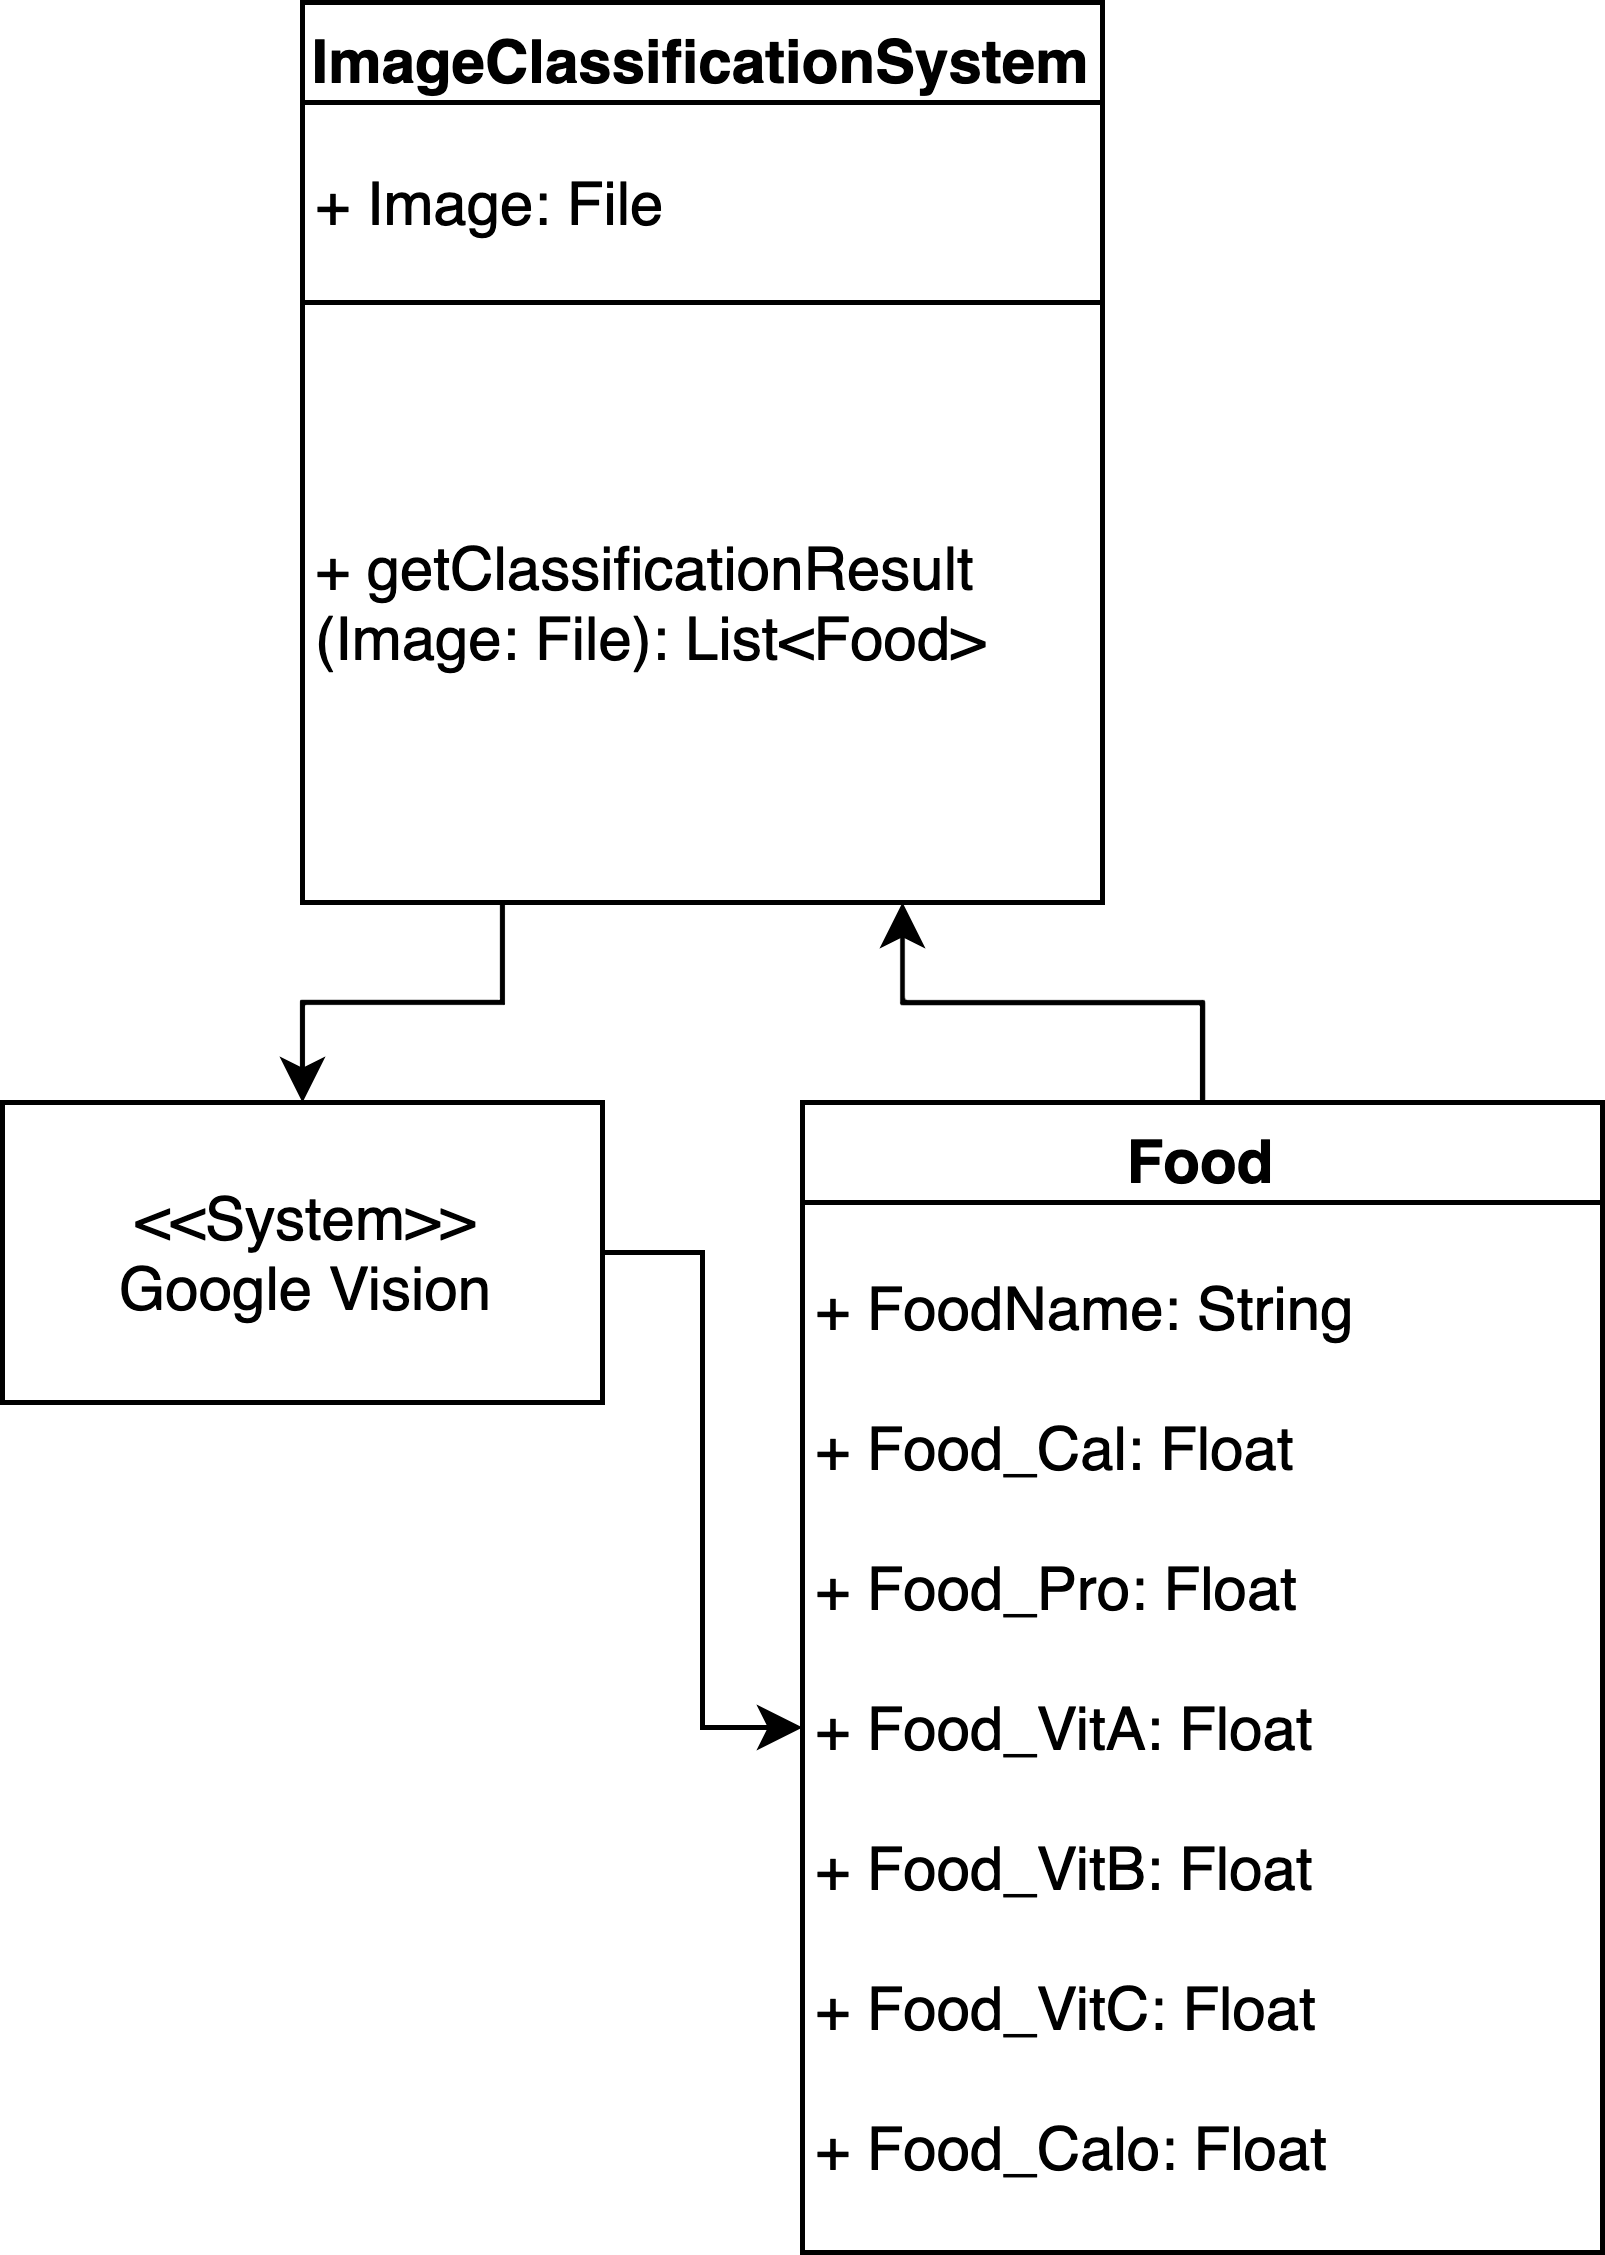 ImageClassificationSystem
+ Image: File
+ getClassificationResult
(Image: File): List<Food>
<<System>>
Google Vision
Food
+ FoodName: String
+ Food_Cal: Float
+ Food_Pro: Float
+ Food_VitA: Float
+ Food_VitB: Float
+ Food_VitC: Float
+ Food_Calo: Float